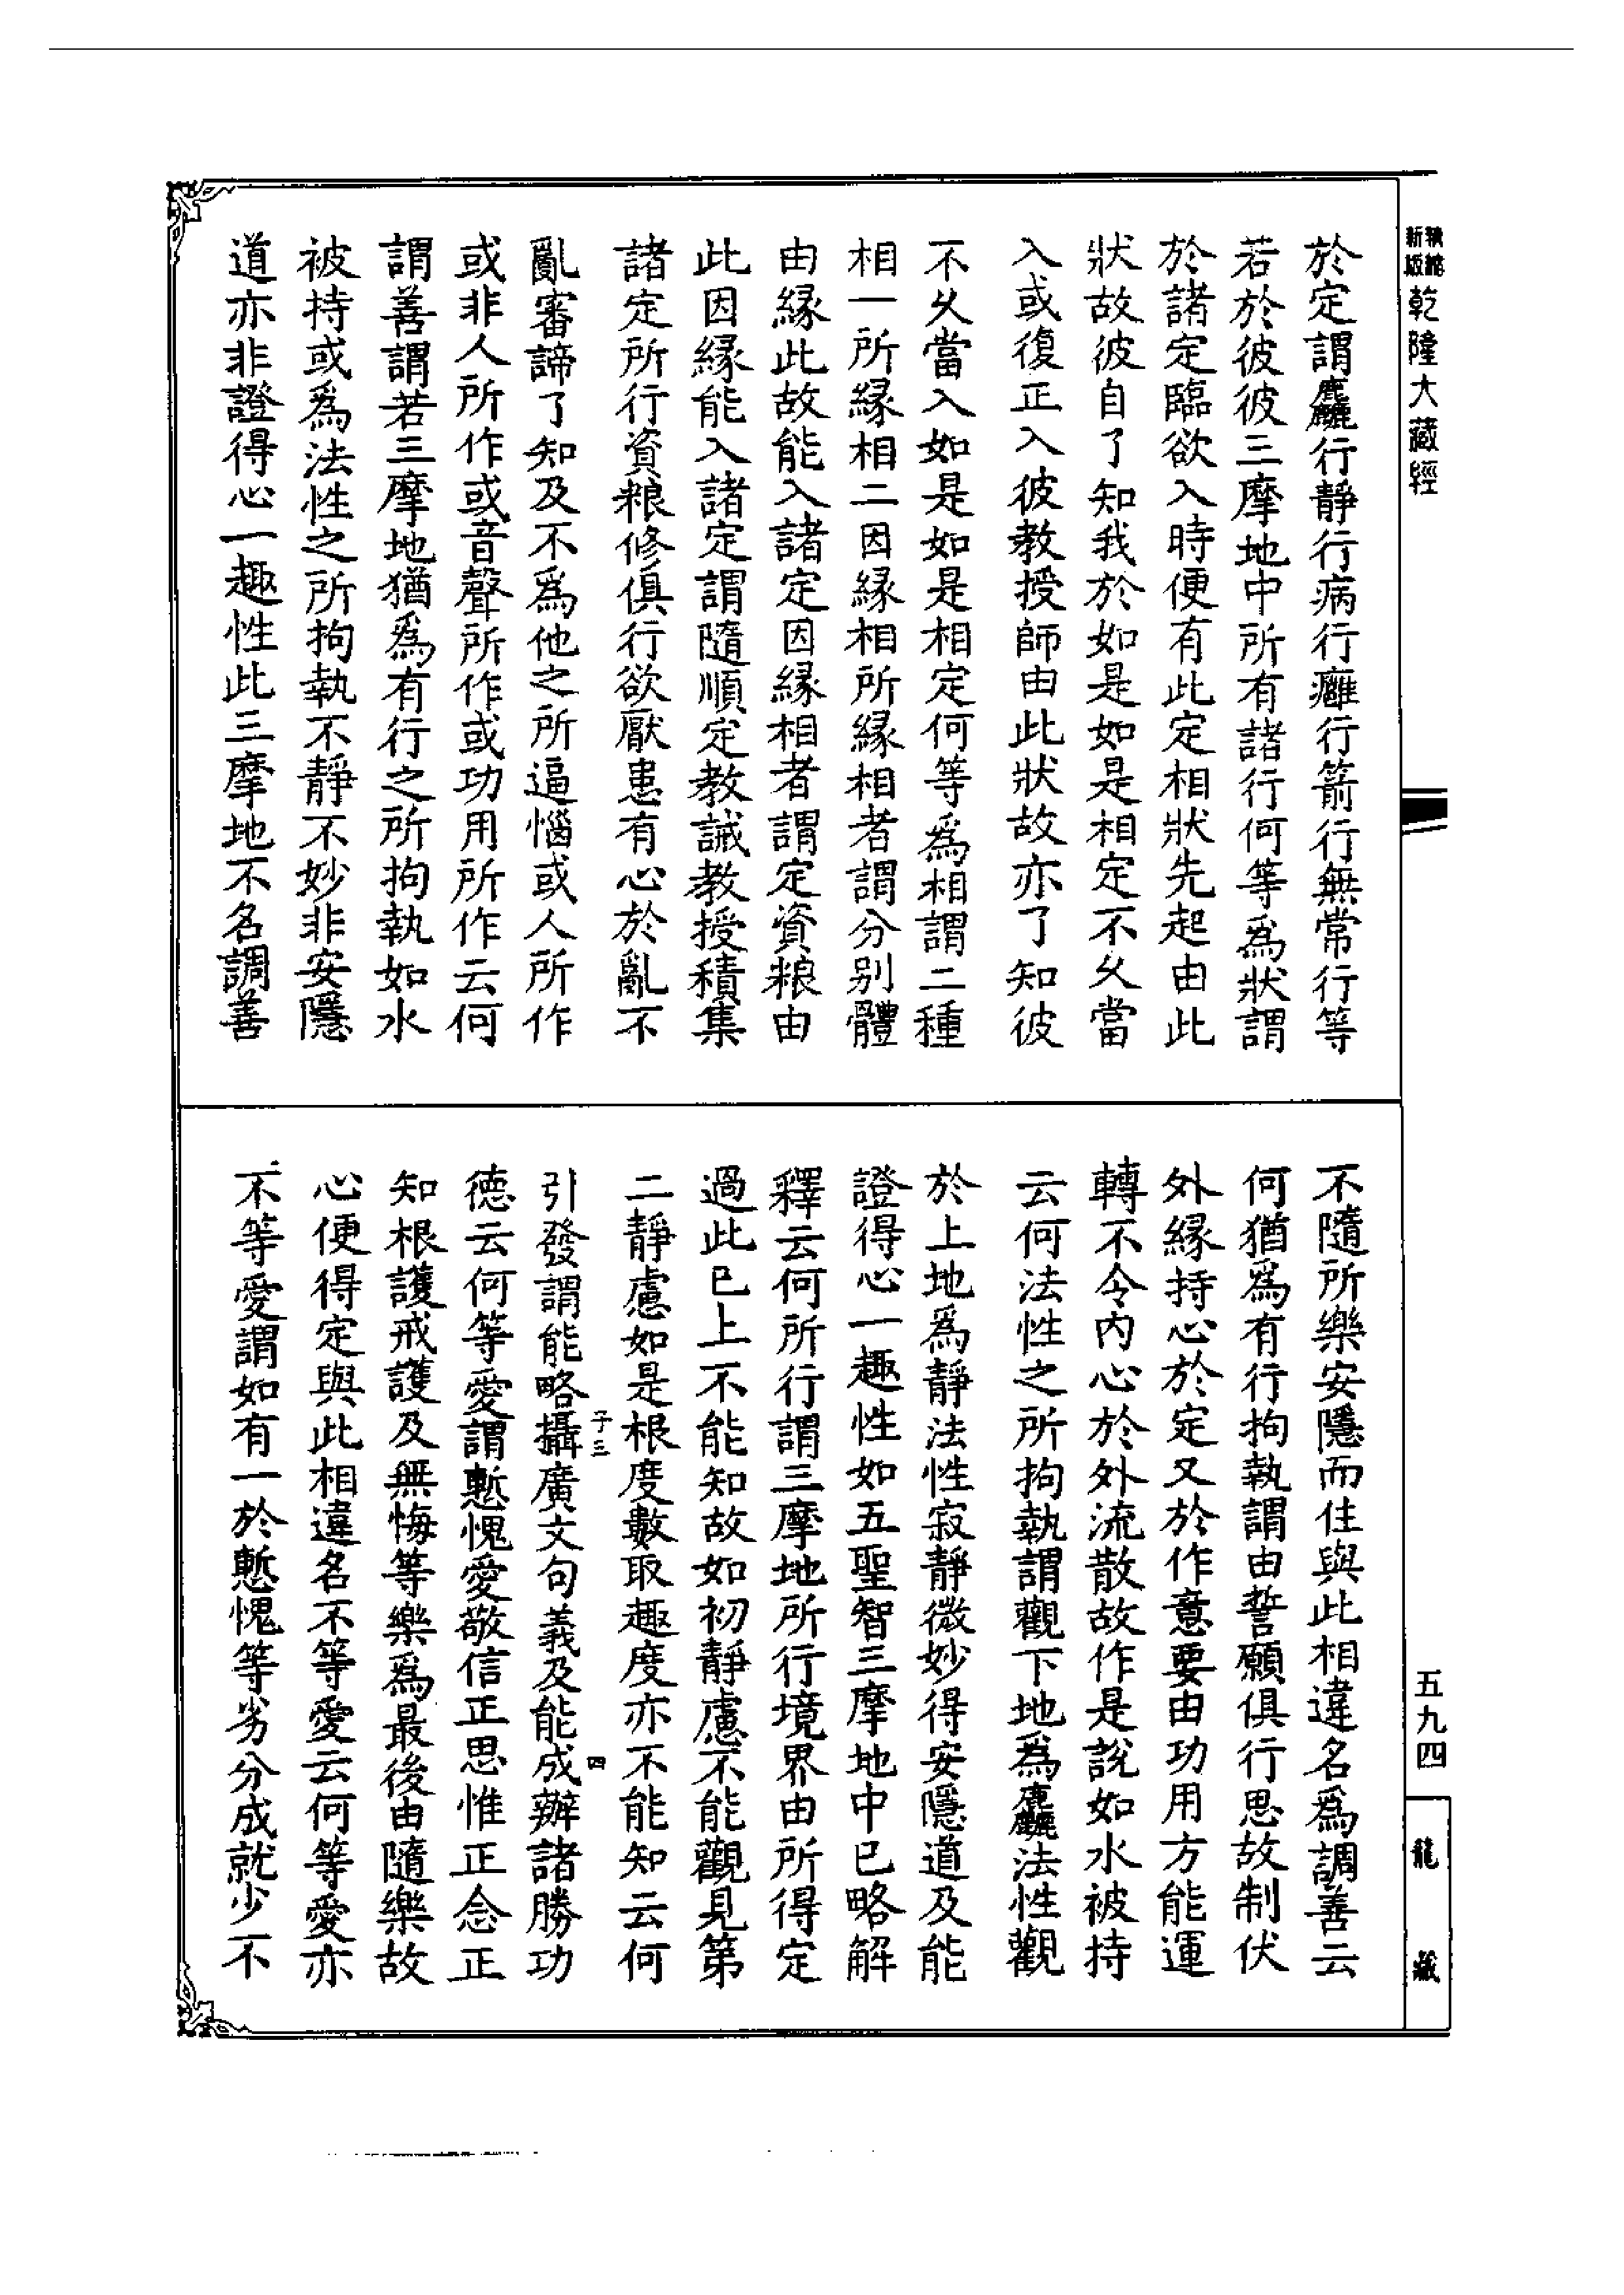 新編縮版乾隆大藏經
於定謂麤行靜行病行癰行箭行無常行等
若於彼彼三摩地中所有諸行何等爲狀謂
於諸定臨欲入時便有此定相狀先起由此
狀故彼自了知我於如是如是相定不久當
入或復正入彼教授師由此狀故亦了知彼
不久當入如是如是相定何等爲相謂二種
相一所緣相二因緣相所緣相者謂分別體
由緣此故能入諸定因緣相者謂定資粮由
此因緣能入諸定謂隨順定教誡教授積集
諸定所行資粮修俱行欲厭患有心於亂不
亂審諦了知及不爲他之所逼惱或人所作
或非人所作或音聲所作或功用所作云何
謂善謂若三摩地猶爲有行之所拘執如水
被持或爲法性之所拘執不靜不妙非安隱
道亦非證得心一趣性此三摩地不名調善
不隨所樂安隱而住與此相違名爲調善云
何猶爲有行拘執謂由誓願俱行思故制伏
外緣持心於定又於作意要由功用方能運
轉不令內心於外流散故作是說如水被持
云何法性之所拘執謂觀下地爲麤法性觀
於上地爲靜法性寂靜微妙得安隱道及能
證得心一趣性如五聖智三摩地中已略解
釋云何所行謂三摩地所行境界由所得定
過此已上不能知故如初靜慮不能觀見第
二靜慮如是根度數取趣度亦不能知云何
子三
四
引發謂能略攝廣文句義及能成辦諸勝功
德云何等愛謂慙愧愛敬信正思惟正念正
知根護戒護及無悔等樂爲最後由隨樂故
心便得定與此相違名不等愛云何等愛亦
不等愛謂如有一於慙愧等劣分成就少不
五九四
龍
藏